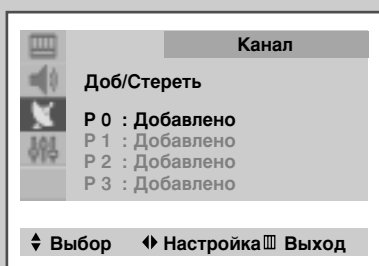 Канал
Доб/Стереть
P 0 : Добавлено
P 1 : Добавлено
P 2 : Добавлено
P 3 : Добавлено
Выбор Настройка Выход